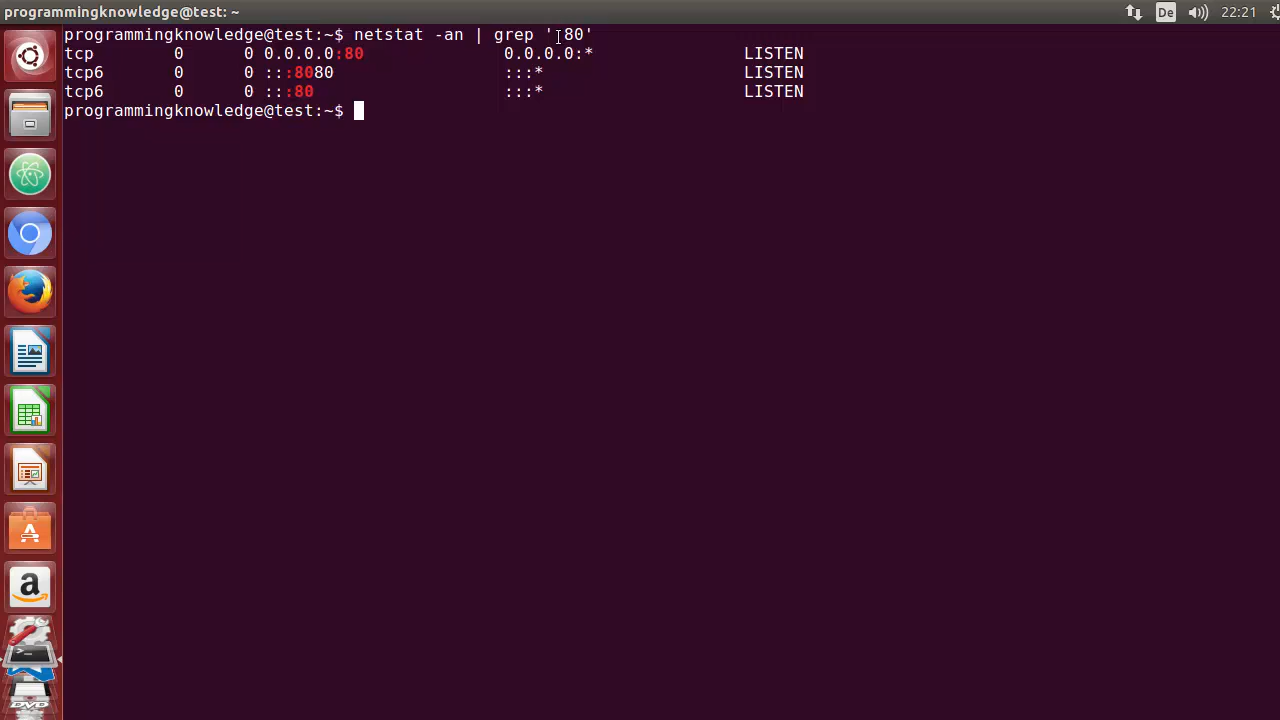 programmingknowledge@test: ~
De
22:21
programmingknowledge@test:~$ netstat -an | grep ':80'
tcp 0 0 0.0.0.0:80 0.0.0.0:* LISTEN
tcp6 0 0 :::8080 :::* LISTEN
tcp6 0 0 :::80 :::* LISTEN
programmingknowledge@test:~$